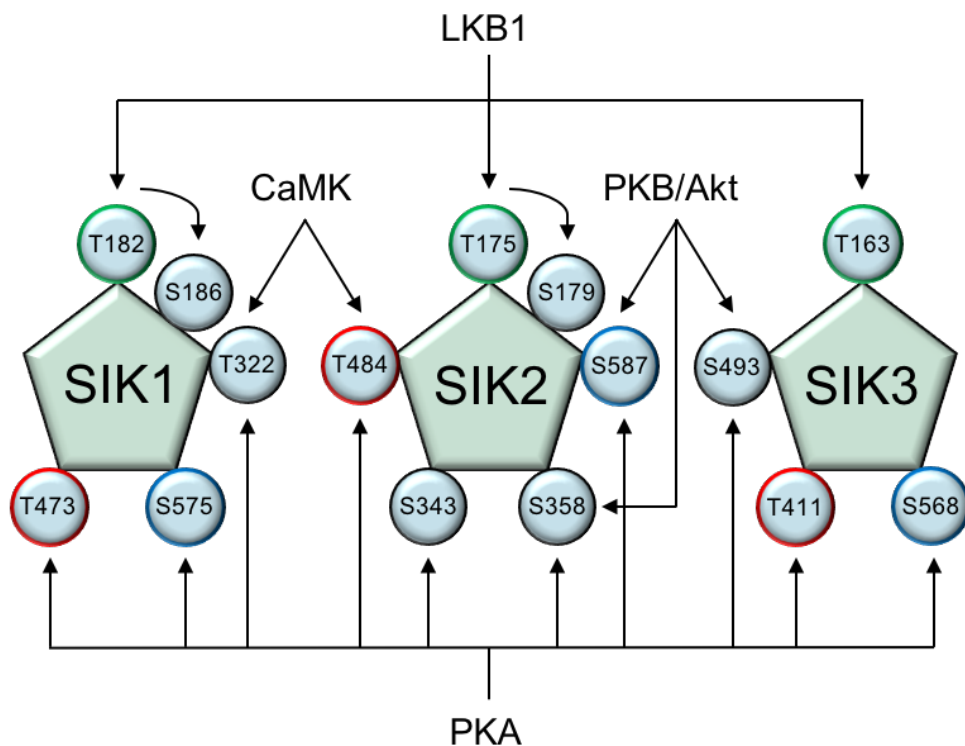 LKB1
CaMK
PKB/Akt
T182
T175
T163
S186
S179
T322
T484
S587
S493
SIK1
SIK2
SIK3
T473
S575
S343
S358
T411
S568
PKA